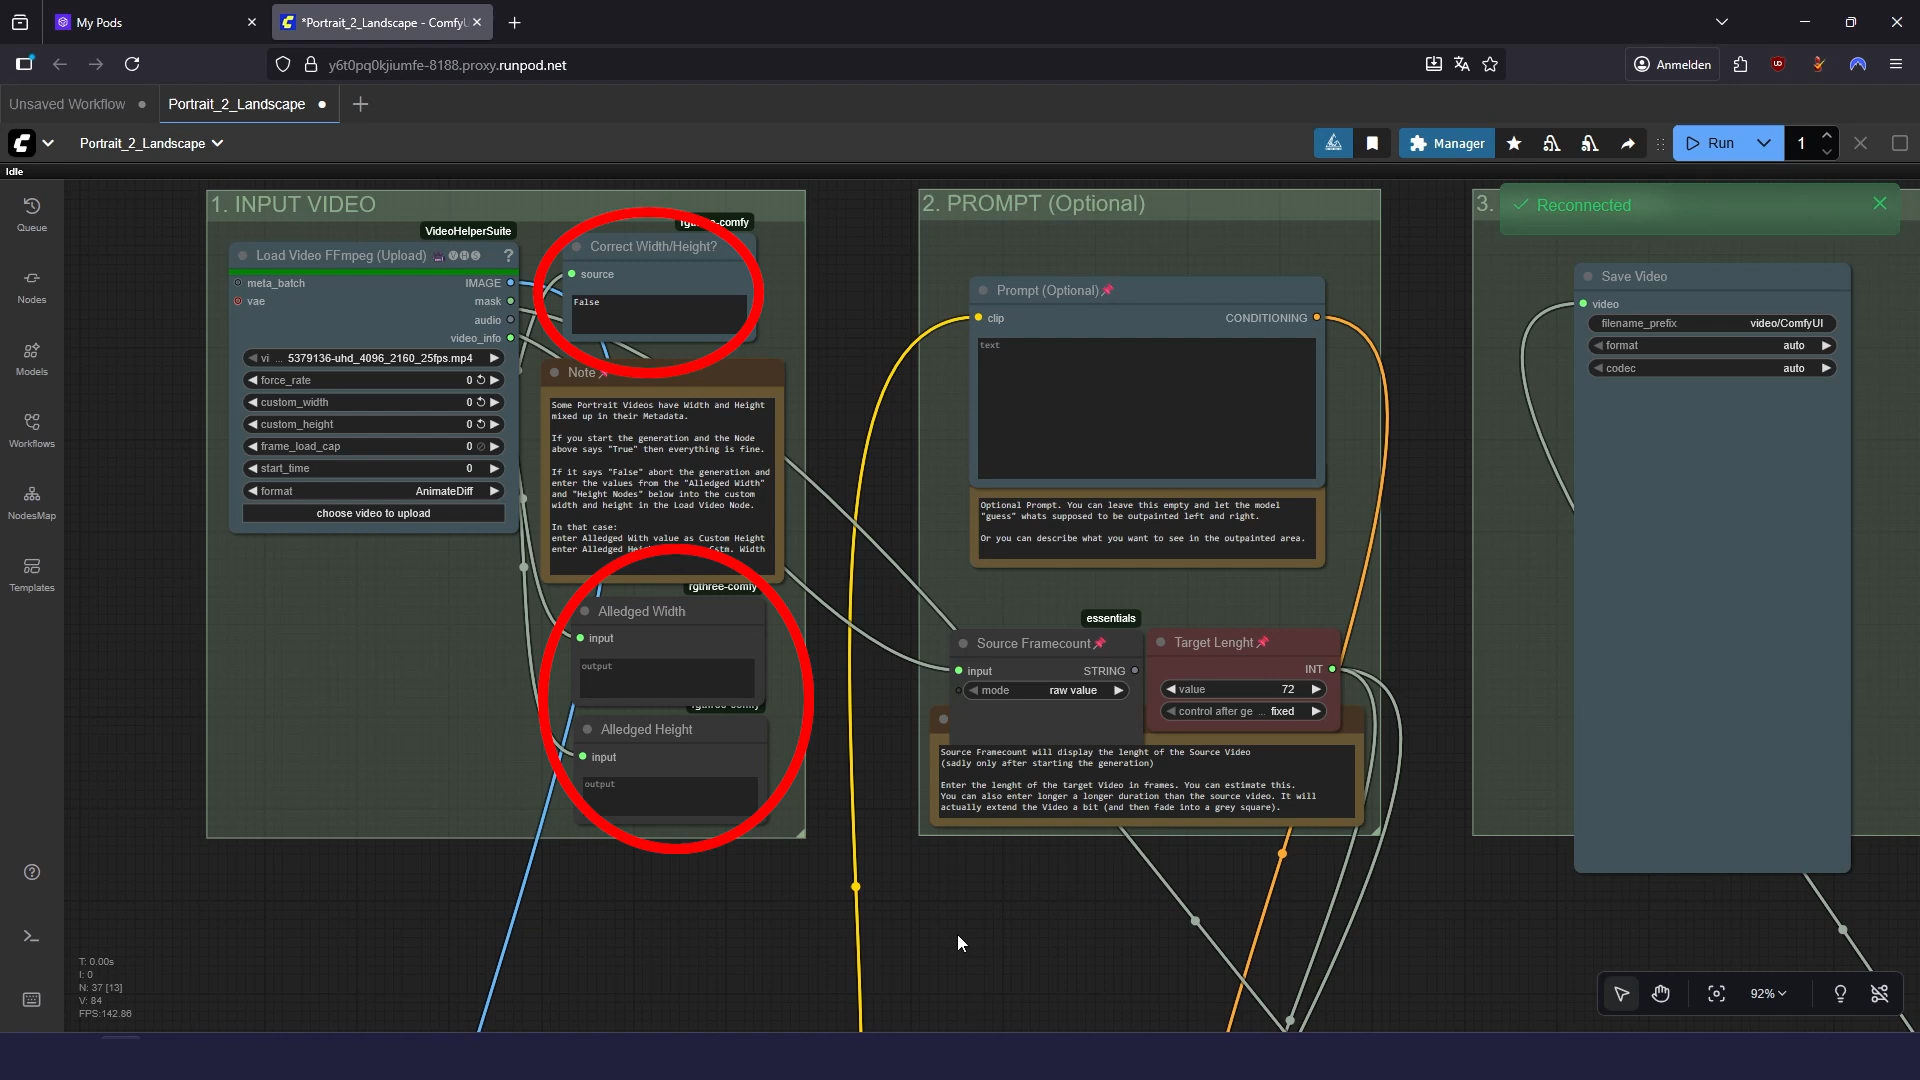 My Pods
*Portrait_2_Landscape - ComfyU
y6t0pq0kjiumfe-8188.proxy.runpod.net
Anmelden
Unsaved Workflow
Portrait_2_Landscape
Portrait_2_Landscape
Manager
Run
1
Idle
Queue
Nodes
Models
Workflows
NodesMap
Templates
1. INPUT VIDEO
VideoHelperSuite
Load Video FFmpeg (Upload)
?
meta_batch
IMAGE
vae
mask
audio
video_info
vi ... 5379136-uhd_4096_2160_25fps.mp4
force_rate 0
custom_width 0
custom_height 0
frame_load_cap 0
start_time 0
format AnimateDiff
choose video to upload
Correct Width/Height?
source
False
Note
Some Portrait Videos have Width and Height
mixed up in their Metadata.
If you start the generation and the Node
above says "True" then everything is fine.
If it says "False" abort the generation and
enter the values from the "Alledged Width"
and "Height Nodes" below into the custom
width and height in the Load Video Node.
In that case:
enter Alledged With value as Custom Height
enter Alledged Cstm. Width
rgthree-comfy
Alledged Width
input
output
Alledged Height
input
output
2. PROMPT (Optional)
Prompt (Optional)
clip
CONDITIONING
text
Optional Prompt. You can leave this empty and let the model
"guess" whats supposed to be outpainted left and right.
Or you can describe what you want to see in the outpainted area.
essentials
Source Framecount
input
STRING
mode raw value
Target Lenght
INT
value 72
control after ge ... fixed
Source Framecount will display the lenght of the Source Video
(sadly only after starting the generation)
Enter the lenght of the target Video in frames. You can estimate this.
You can also enter longer a longer duration than the source video. It will
actually extend the Video a bit (and then fade into a grey square).
3.
Reconnected
Save Video
video
filename_prefix video/ComfyUI
format auto
codec auto
T: 0.00s
I: 0
N: 37 [13]
V: 84
FPS:142.86
92%